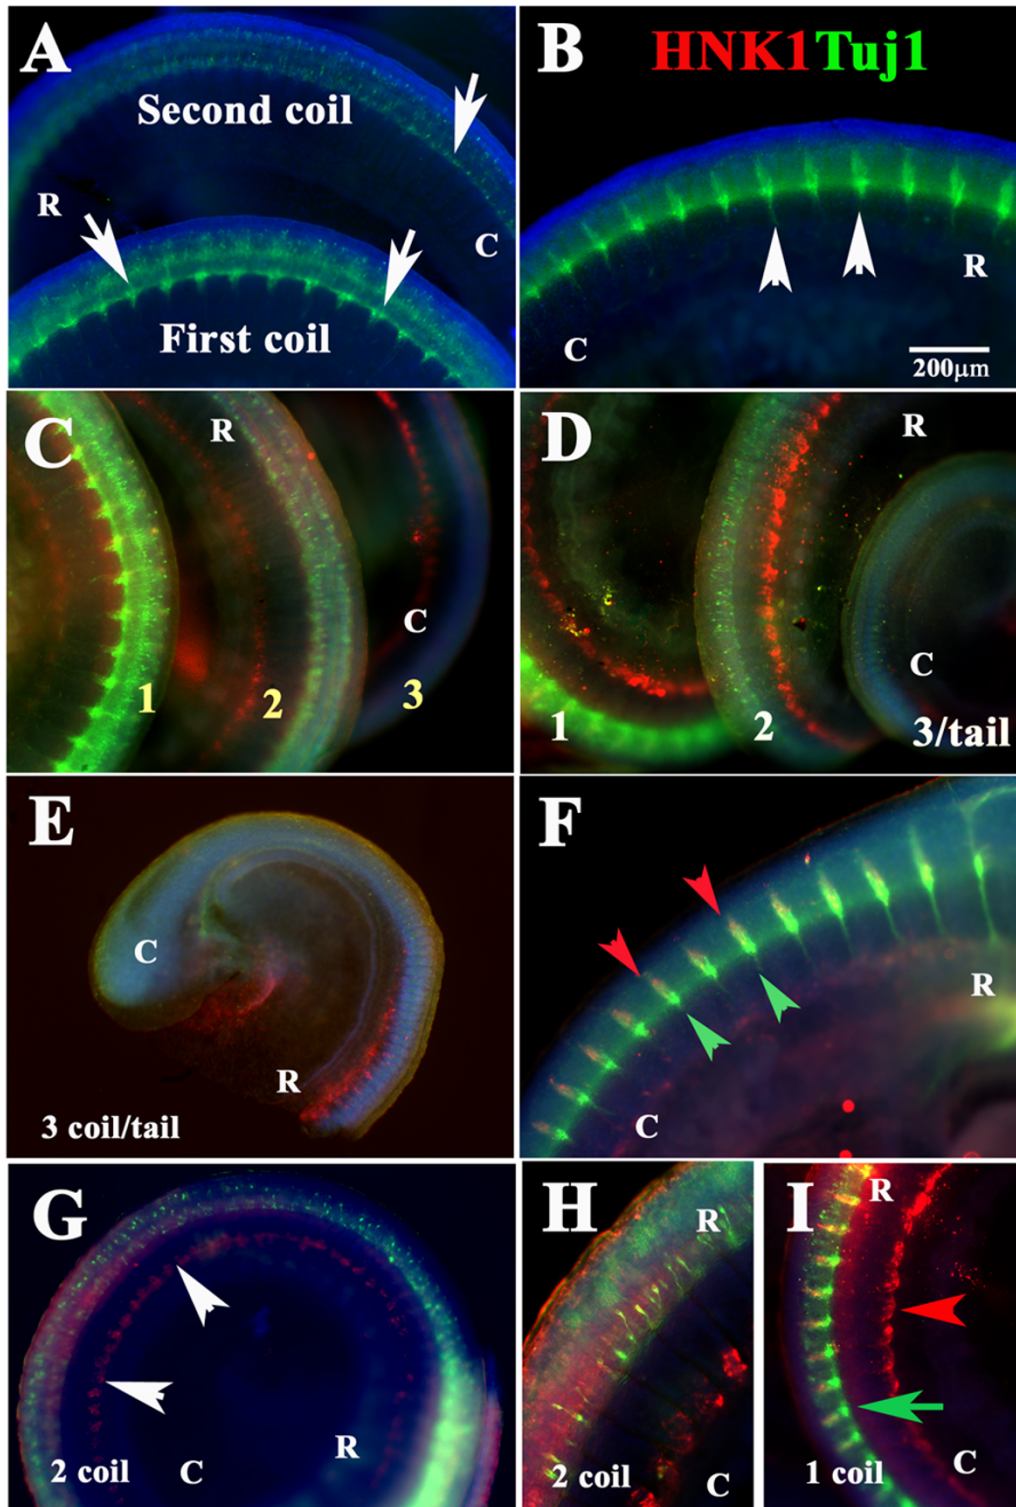 A
Second coil
R
C
First coil
B
HNK1Tuj1
R
C
200μm
C
R
C
1
2
3
D
R
C
1
2
3/tail
E
C
R
3 coil/tail
F
R
C
G
R
2 coil
C
H
R
2 coil
C
I
R
1 coil
C